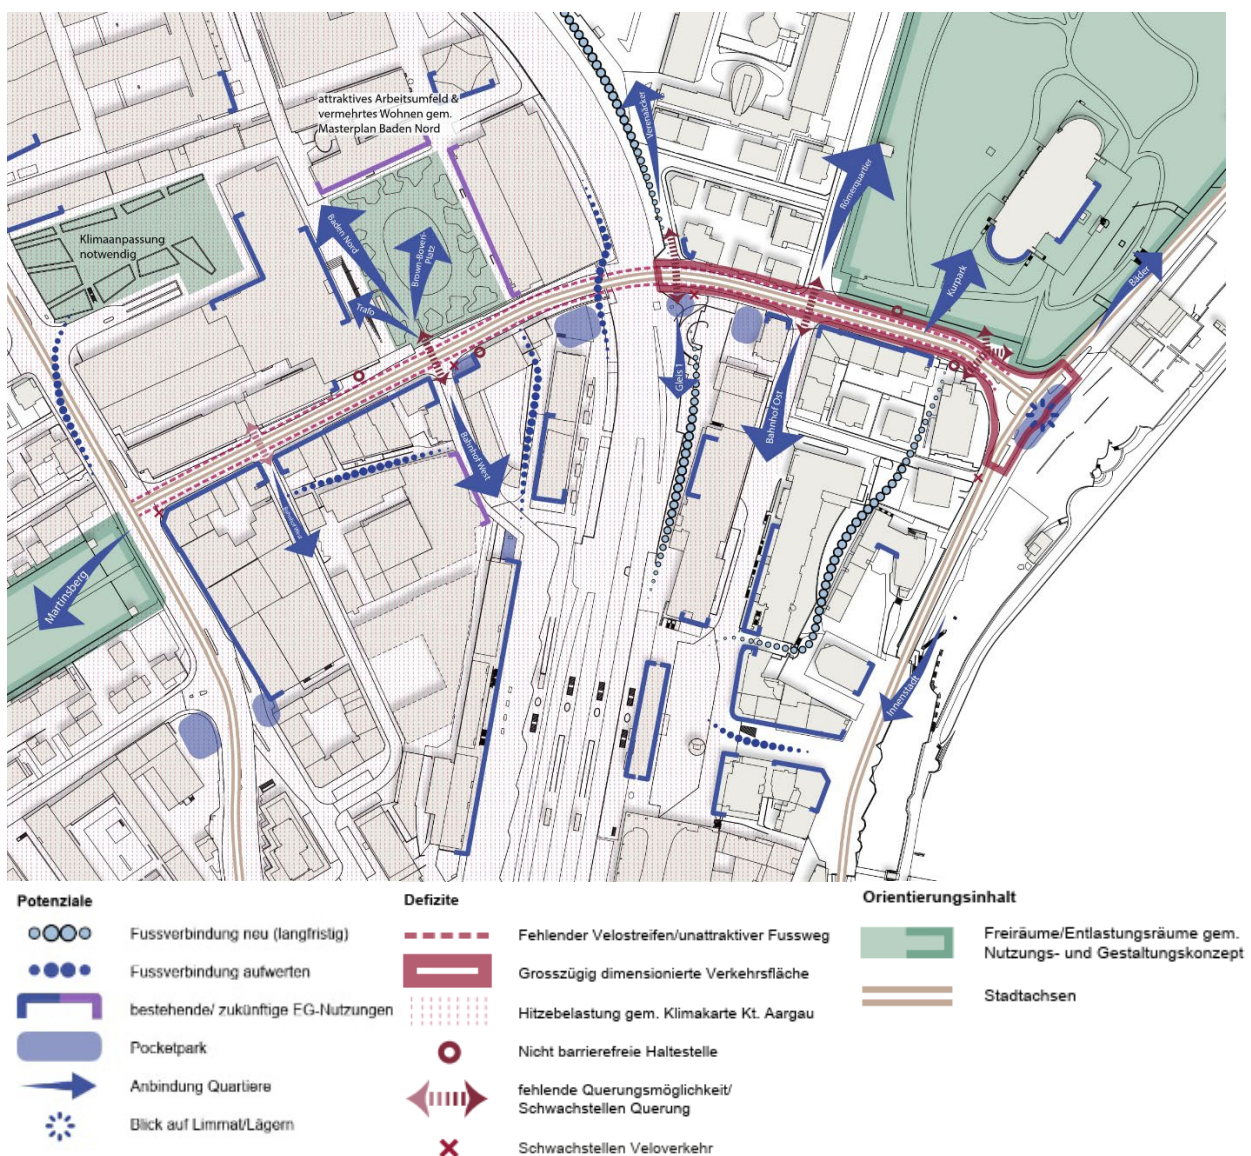 attraktives Arbeitsumfeld &
vermehrtes Wohnen gem.
Masterplan Baden Nord
Verenaäcker
Römerquartier
Klimaanpassung
notwendig
Baden Nord
Brown-Boveri-
Platz
Trafo
Kurpark
Bäder
Gleis 1
Bahnhof Ost
Bahnhof West
Bahnhof West
Martinsberg
Innenstadt
Potenziale
Fussverbindung neu (langfristig)
Fussverbindung aufwerten
bestehende/ zukünftige EG-Nutzungen
Pocketpark
Anbindung Quartiere
Blick auf Limmat/Lägern
Defizite
Fehlender Velostreifen/unattraktiver Fussweg
Grosszügig dimensionierte Verkehrsfläche
Hitzebelastung gem. Klimakarte Kt. Aargau
Nicht barrierefreie Haltestelle
fehlende Querungsmöglichkeit/
Schwachstellen Querung
Schwachstellen Veloverkehr
Orientierungsinhalt
Freiräume/Entlastungsräume gem.
Nutzungs- und Gestaltungskonzept
Stadtachsen